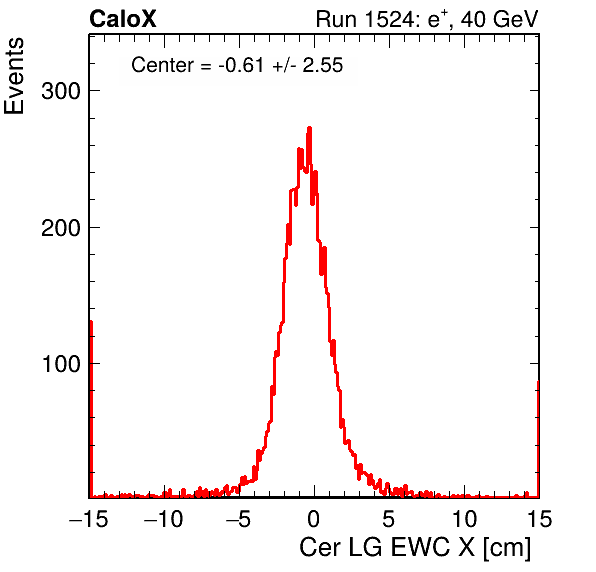 CaloX Run 1524: e⁺, 40 GeV
Events
Center = -0.61 +/- 2.55
300
200
100
−15 −10 −5 0 5 10 15
Cer LG EWC X [cm]